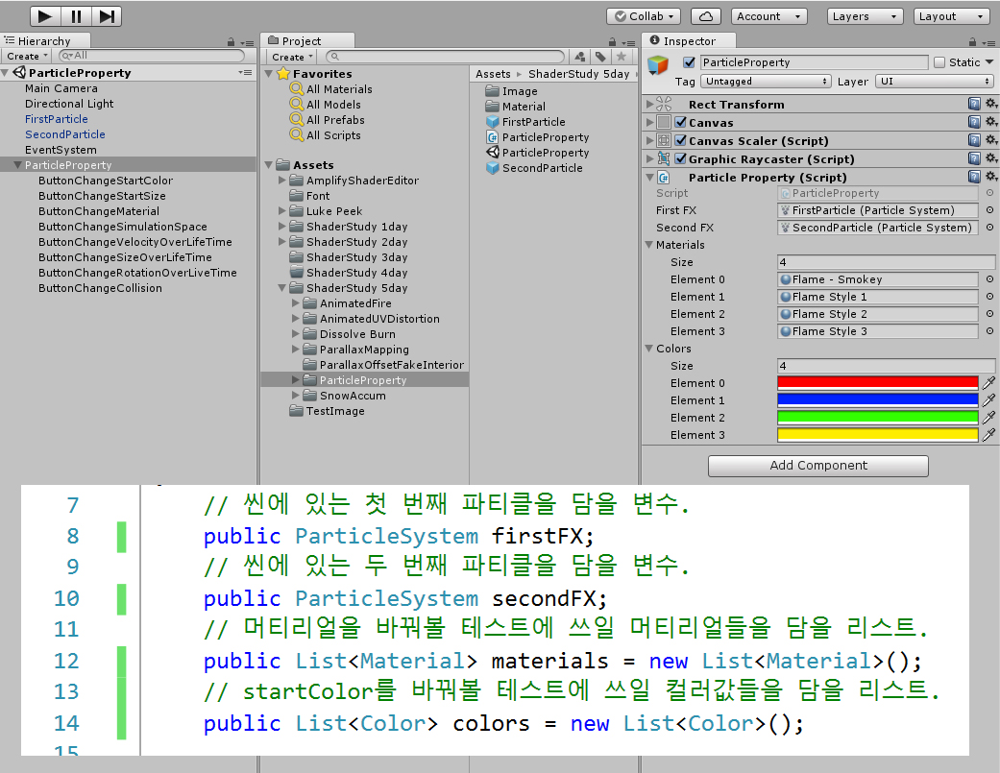 Collab
Account
Layers
Layout
Hierarchy
Create
All
ParticleProperty
Main Camera
Directional Light
FirstParticle
SecondParticle
EventSystem
ParticleProperty
ButtonChangeStartColor
ButtonChangeStartSize
ButtonChangeMaterial
ButtonChangeSimulationSpace
ButtonChangeVelocityOverLifeTime
ButtonChangeSizeOverLifeTime
ButtonChangeRotationOverLiveTime
ButtonChangeCollision
Project
Create
Favorites
All Materials
All Models
All Prefabs
All Scripts
Assets
AmplifyShaderEditor
Font
Luke Peek
ShaderStudy 1day
ShaderStudy 2day
ShaderStudy 3day
ShaderStudy 4day
ShaderStudy 5day
AnimatedFire
AnimatedUVDistortion
Dissolve Burn
ParallaxMapping
ParallaxOffsetFakeInterior
ParticleProperty
SnowAccum
TestImage
Assets ▸ ShaderStudy 5day ▸
Image
Material
FirstParticle
ParticleProperty
ParticleProperty
SecondParticle
Inspector
ParticleProperty Static
Tag Untagged Layer UI
Rect Transform
Canvas
Canvas Scaler (Script)
Graphic Raycaster (Script)
Particle Property (Script)
Script ParticleProperty
First FX FirstParticle (Particle System)
Second FX SecondParticle (Particle System)
Materials
Size 4
Element 0 Flame - Smokey
Element 1 Flame Style 1
Element 2 Flame Style 2
Element 3 Flame Style 3
Colors
Size 4
Element 0
Element 1
Element 2
Element 3
Add Component
7 // 씬에 있는 첫 번째 파티클을 담을 변수.
8 public ParticleSystem firstFX;
9 // 씬에 있는 두 번째 파티클을 담을 변수.
10 public ParticleSystem secondFX;
11 // 머티리얼을 바꿔볼 테스트에 쓰일 머티리얼들을 담을 리스트.
12 public List<Material> materials = new List<Material>();
13 // startColor를 바꿔볼 테스트에 쓰일 컬러값들을 담을 리스트.
14 public List<Color> colors = new List<Color>();
15